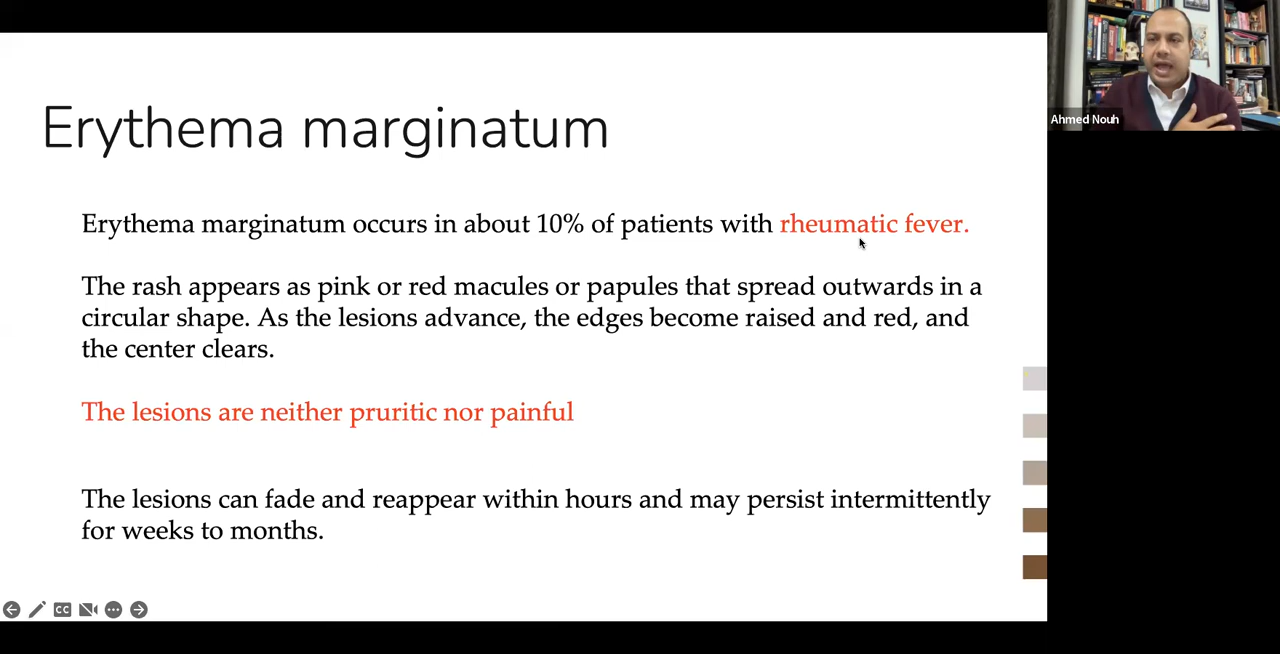 Erythema marginatum
Erythema marginatum occurs in about 10% of patients with rheumatic fever.
The rash appears as pink or red macules or papules that spread outwards in a
circular shape. As the lesions advance, the edges become raised and red, and
the center clears.
The lesions are neither pruritic nor painful
The lesions can fade and reappear within hours and may persist intermittently
for weeks to months.
Ahmed Nouh
CC